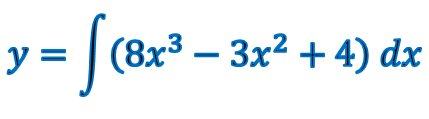 y = ∫(8x³ − 3x² + 4) dx